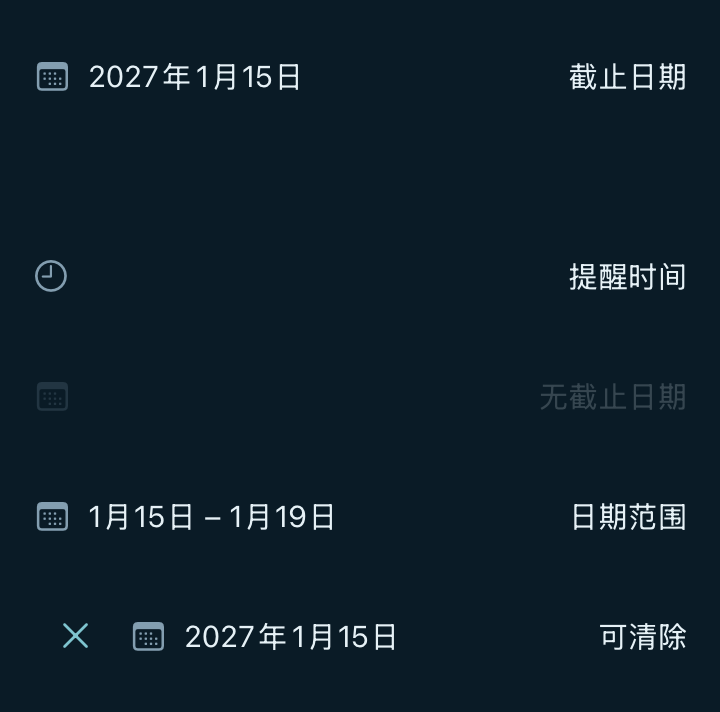 2027年1月15日 截止日期
提醒时间
无截止日期
1月15日 – 1月19日 日期范围
2027年1月15日 可清除